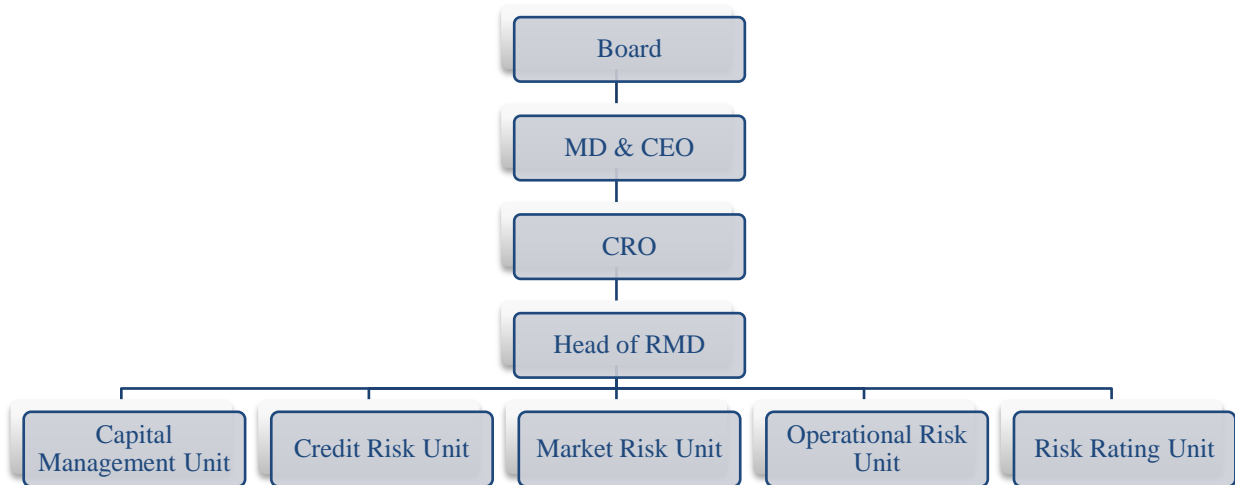 Board
MD & CEO
CRO
Head of RMD
Capital
Management Unit
Credit Risk Unit
Market Risk Unit
Operational Risk
Unit
Risk Rating Unit